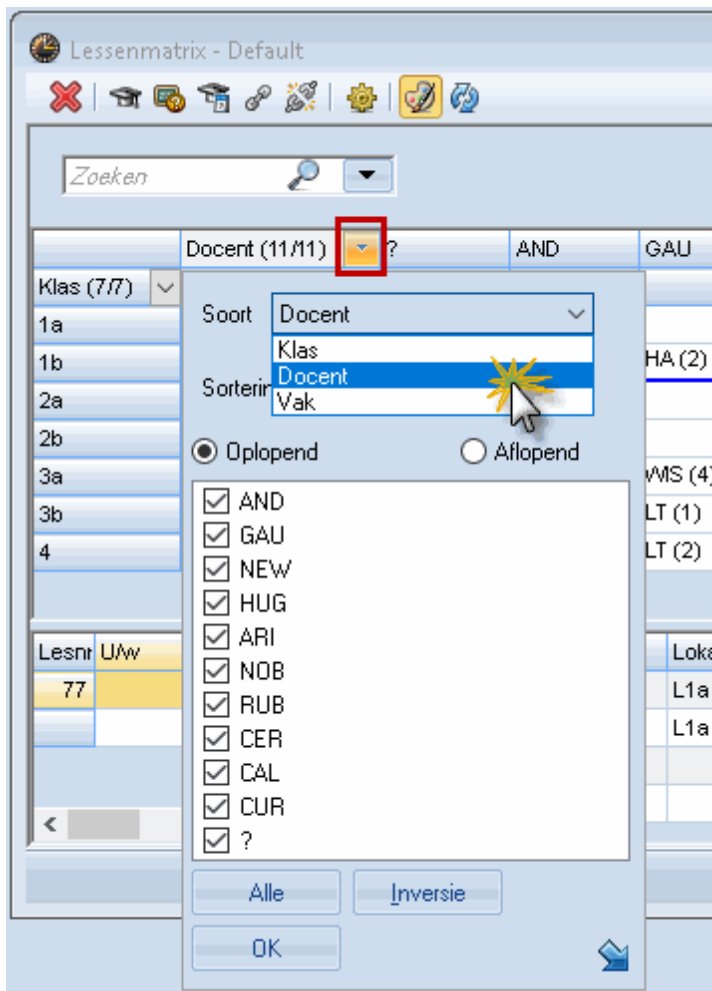 Lessenmatrix - Default
Zoeken
Docent (11/11) ? AND GAU
Klas (7/7)
Soort Docent
1a
Klas
1b HA (2)
Docent
Sorterin
2a Vak
2b
Oplopend Aflopend
3a WIS (4)
AND
3b LT (1)
GAU
4 LT (2)
NEW
HUG
ARI
Lesnr U/w Loka
NOB
77 L1a
RUB
L1a
CER
CAL
CUR
?
Alle Inversie
OK